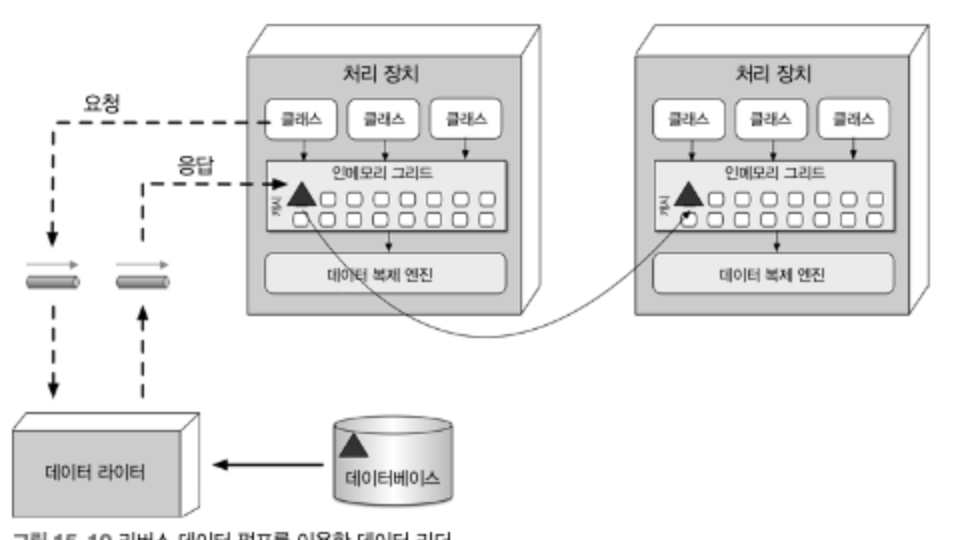 처리 장치
처리 장치
요청
클래스 클래스 클래스
클래스 클래스 클래스
응답
인메모리 그리드
인메모리 그리드
캐시
캐시
데이터 복제 엔진
데이터 복제 엔진
데이터 라이터
데이터베이스
그림 15-10 리버스 데이터 펌프를 이용한 데이터 리더